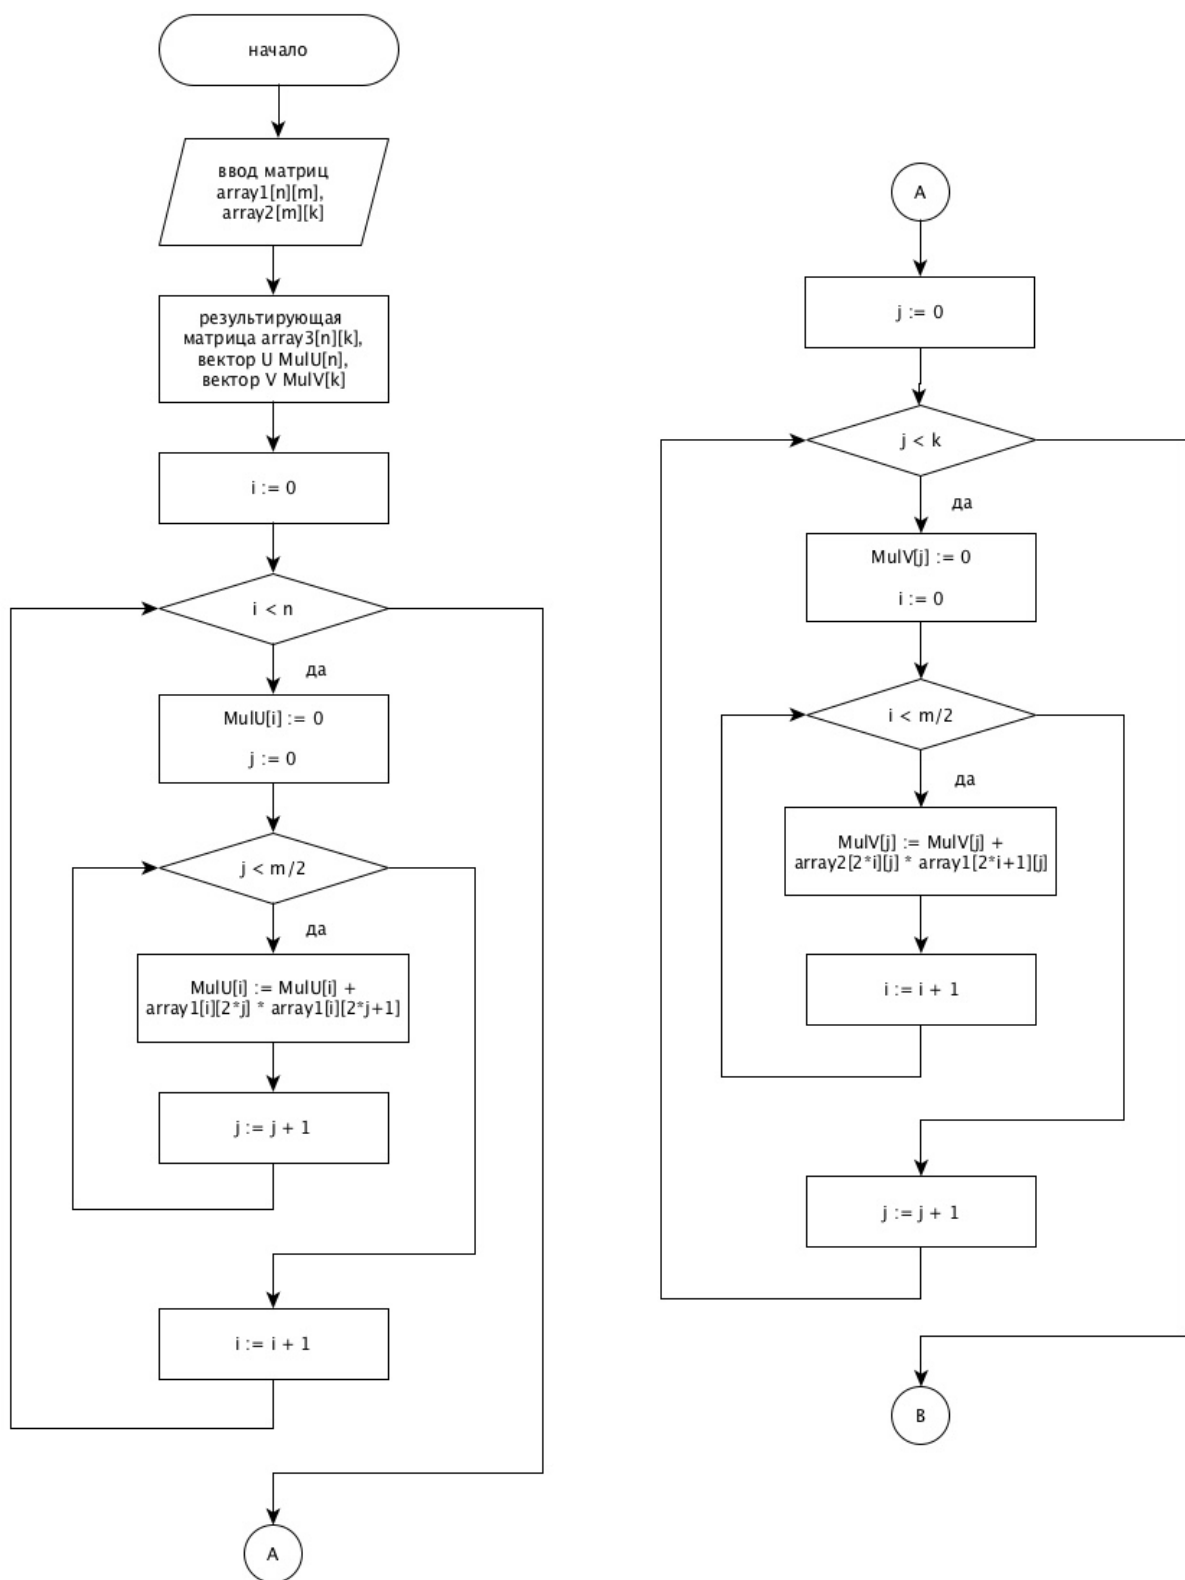 начало
ввод матриц
array1[n][m],
array2[m][k]
результирующая
матрица array3[n][k],
вектор U MulU[n],
вектор V MulV[k]
i := 0
i < n
да
MulU[i] := 0
j := 0
j < m/2
да
MulU[i] := MulU[i] +
array1[i][2*j] * array1[i][2*j+1]
j := j + 1
i := i + 1
A
A
j := 0
j < k
да
MulV[j] := 0
i := 0
i < m/2
да
MulV[j] := MulV[j] +
array2[2*i][j] * array1[2*i+1][j]
i := i + 1
j := j + 1
B